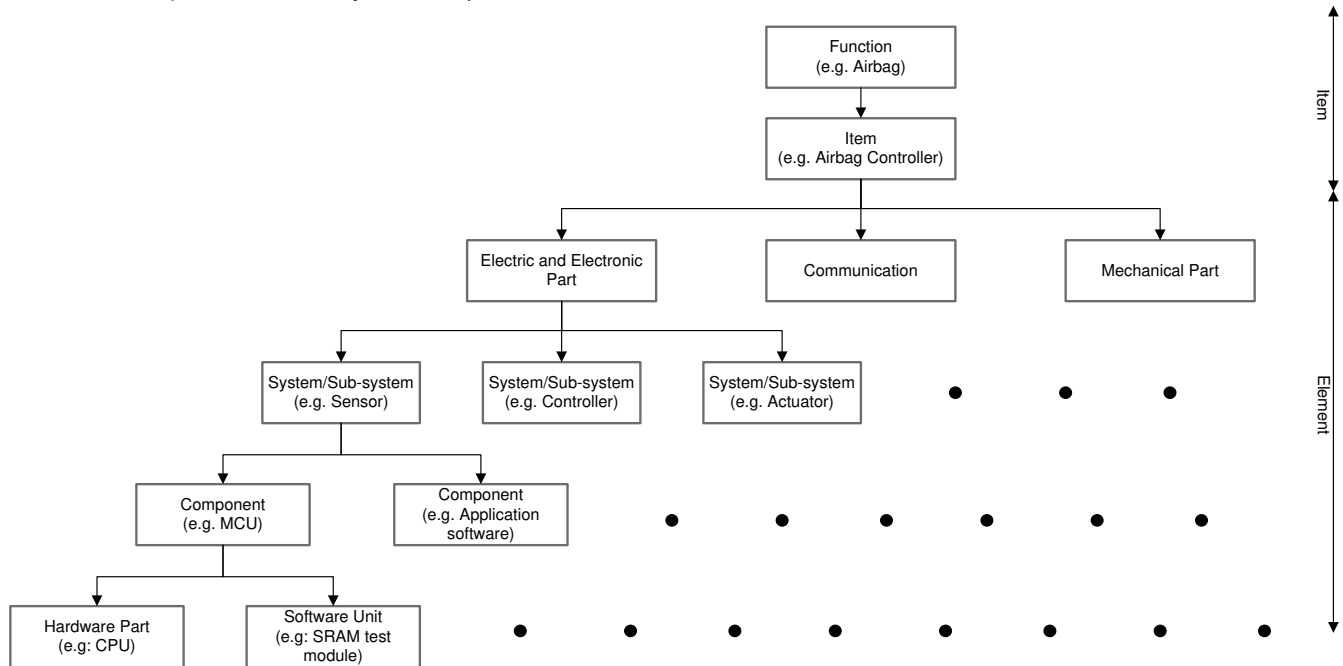 Function
(e.g. Airbag)
Item
(e.g. Airbag Controller)
Item
Electric and Electronic
Part
Communication
Mechanical Part
System/Sub-system
(e.g. Sensor)
System/Sub-system
(e.g. Controller)
System/Sub-system
(e.g. Actuator)
Element
Component
(e.g. MCU)
Component
(e.g. Application
software)
Hardware Part
(e.g: CPU)
Software Unit
(e.g: SRAM test
module)